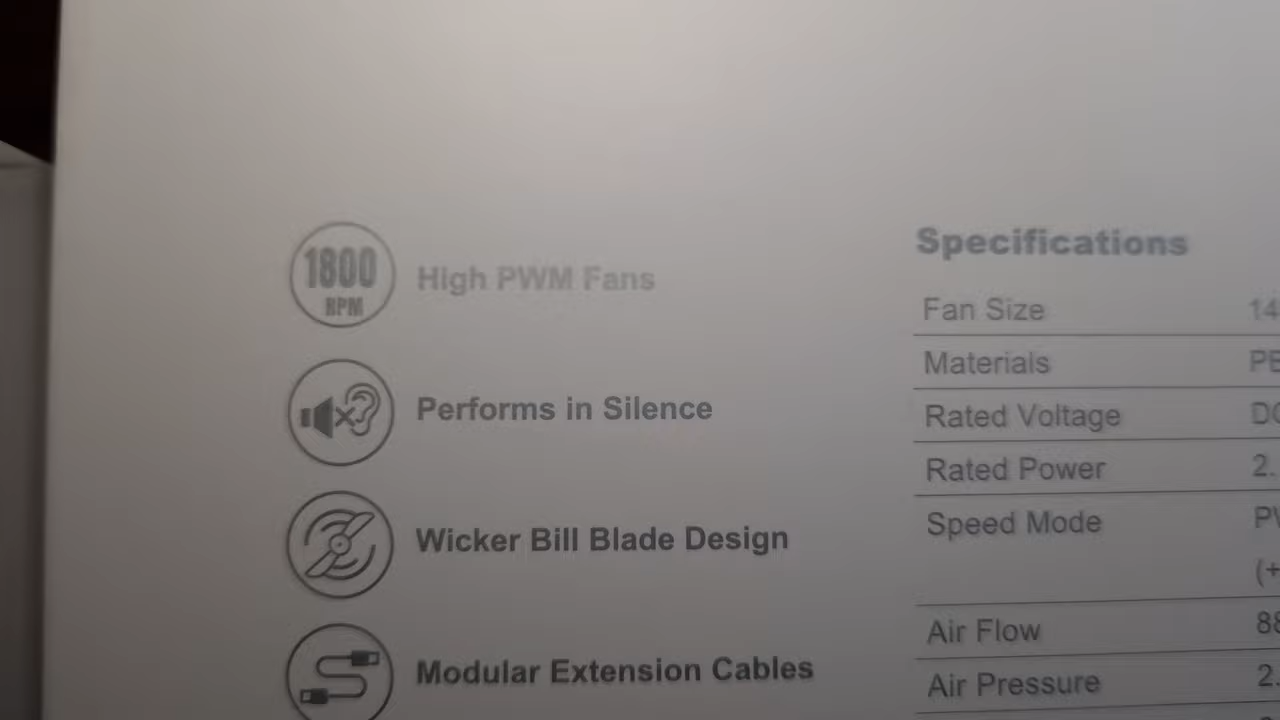 1800
RPM
High PWM Fans
Performs in Silence
Wicker Bill Blade Design
Modular Extension Cables
Specifications
Fan Size
Materials
Rated Voltage
Rated Power
Speed Mode
Air Flow
Air Pressure